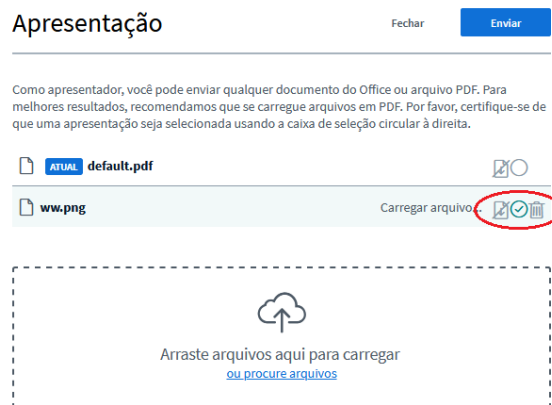 Apresentação
Fechar
Enviar
Como apresentador, você pode enviar qualquer documento do Office ou arquivo PDF. Para
melhores resultados, recomendamos que se carregue arquivos em PDF. Por favor, certifique-se de
que uma apresentação seja selecionada usando a caixa de seleção circular à direita.
ATUAL default.pdf
ww.png Carregar arquivo...
Arraste arquivos aqui para carregar
ou procure arquivos